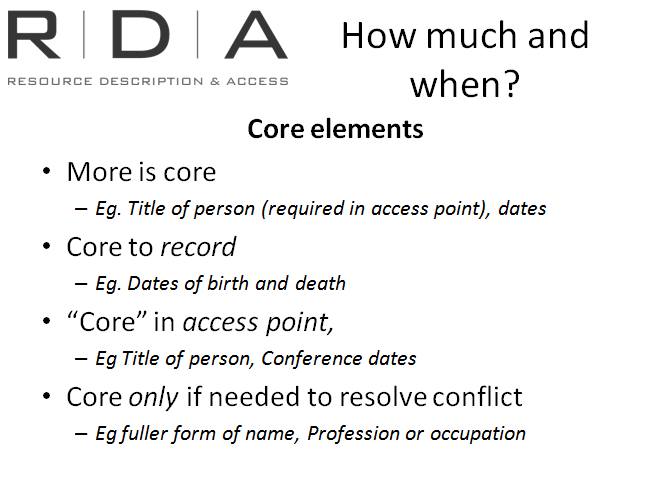 R | D | A
RESOURCE DESCRIPTION & ACCESS
How much and
when?
Core elements
• More is core
– Eg. Title of person (required in access point), dates
• Core to record
– Eg. Dates of birth and death
• “Core” in access point,
– Eg Title of person, Conference dates
• Core only if needed to resolve conflict
– Eg fuller form of name, Profession or occupation